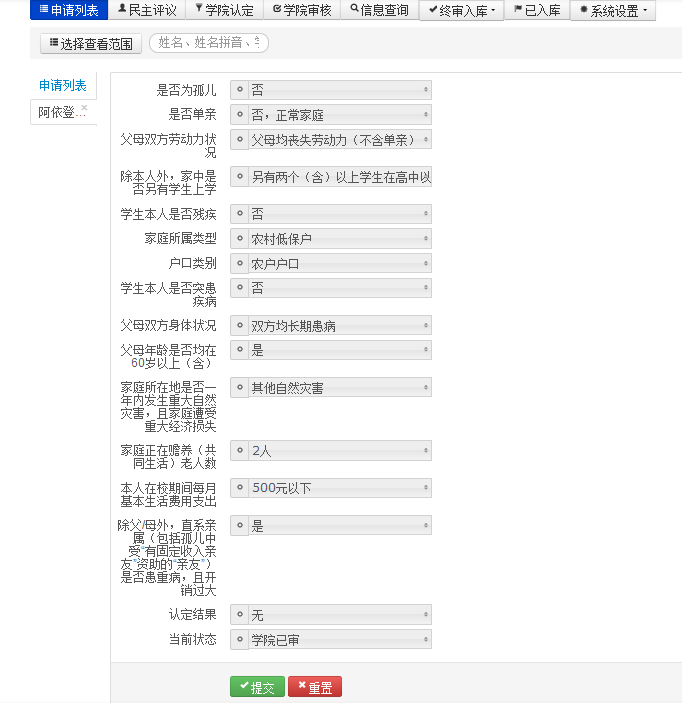 申请列表 民主评议 学院认定 学院审核 信息查询 终审入库 已入库 系统设置
选择查看范围 姓名、姓名拼音、学
申请列表
阿依登...
是否为孤儿 否
是否单亲 否，正常家庭
父母双方劳动力状 父母均丧失劳动力（不含单亲）
况
除本人外，家中是 另有两个（含）以上学生在高中以
否另有学生上学
学生本人是否残疾 否
家庭所属类型 农村低保户
户口类别 农户户口
学生本人是否突患 否
疾病
父母双方身体状况 双方均长期患病
父母年龄是否均在 是
60岁以上（含）
家庭所在地是否一 其他自然灾害
年内发生重大自然
灾害，且家庭遭受
重大经济损失
家庭正在赡养（共 2人
同生活）老人数
本人在校期间每月 500元以下
基本生活费用支出
除父/母外，直系亲 是
属（包括孤儿中
受"有固定收入亲
友"资助的"亲友"）
是否患重病，且开
销过大
认定结果 无
当前状态 学院已审
提交 重置